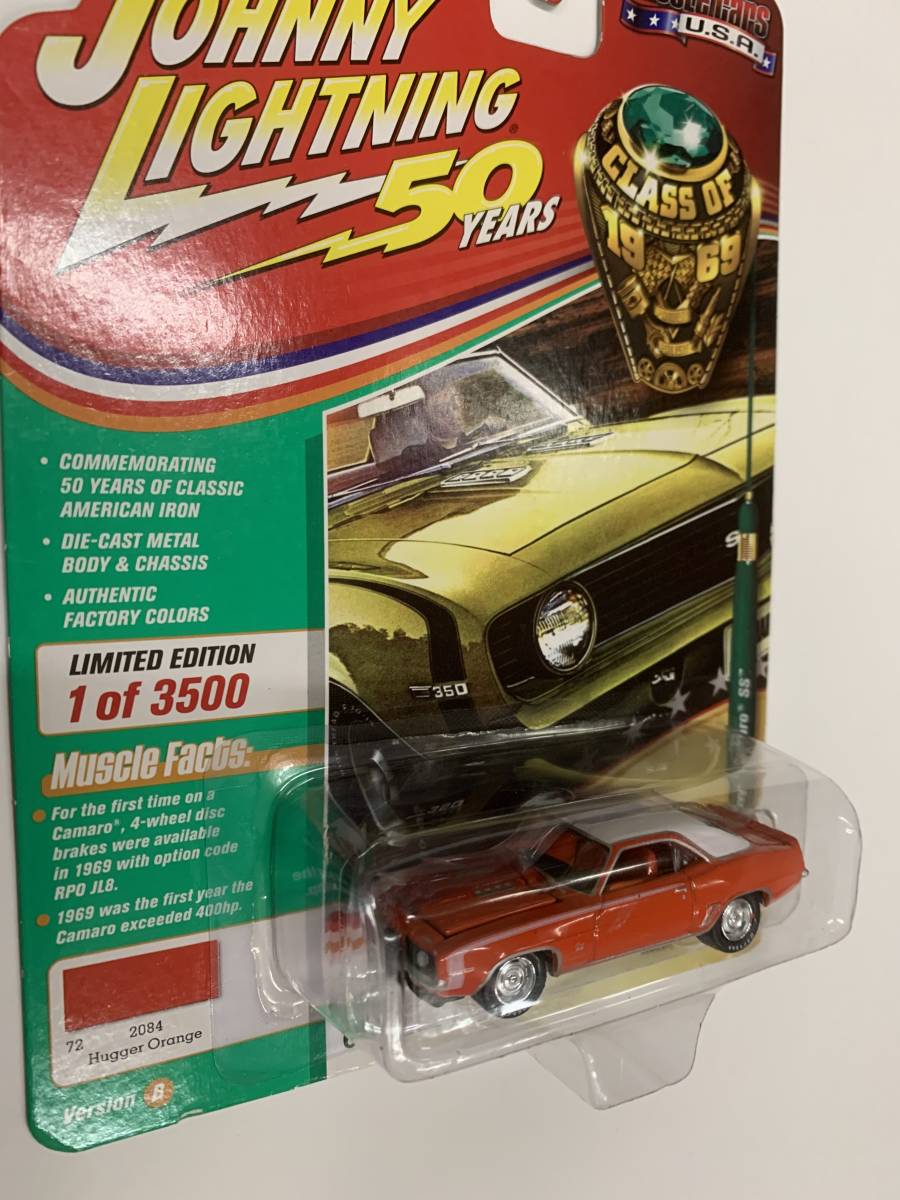 JOHNNY
LIGHTNING
50
YEARS
U.S.A.
CLASS OF
19 69
• COMMEMORATING
50 YEARS OF CLASSIC
AMERICAN IRON
• DIE-CAST METAL
BODY & CHASSIS
• AUTHENTIC
FACTORY COLORS
LIMITED EDITION
1 of 3500
Muscle Facts:
• For the first time on a
Camaro®, 4-wheel disc
brakes were available
in 1969 with option code
RPO JL8.
• 1969 was the first year the
Camaro exceeded 400hp.
72 2084
Hugger Orange
Version B
350
SS™